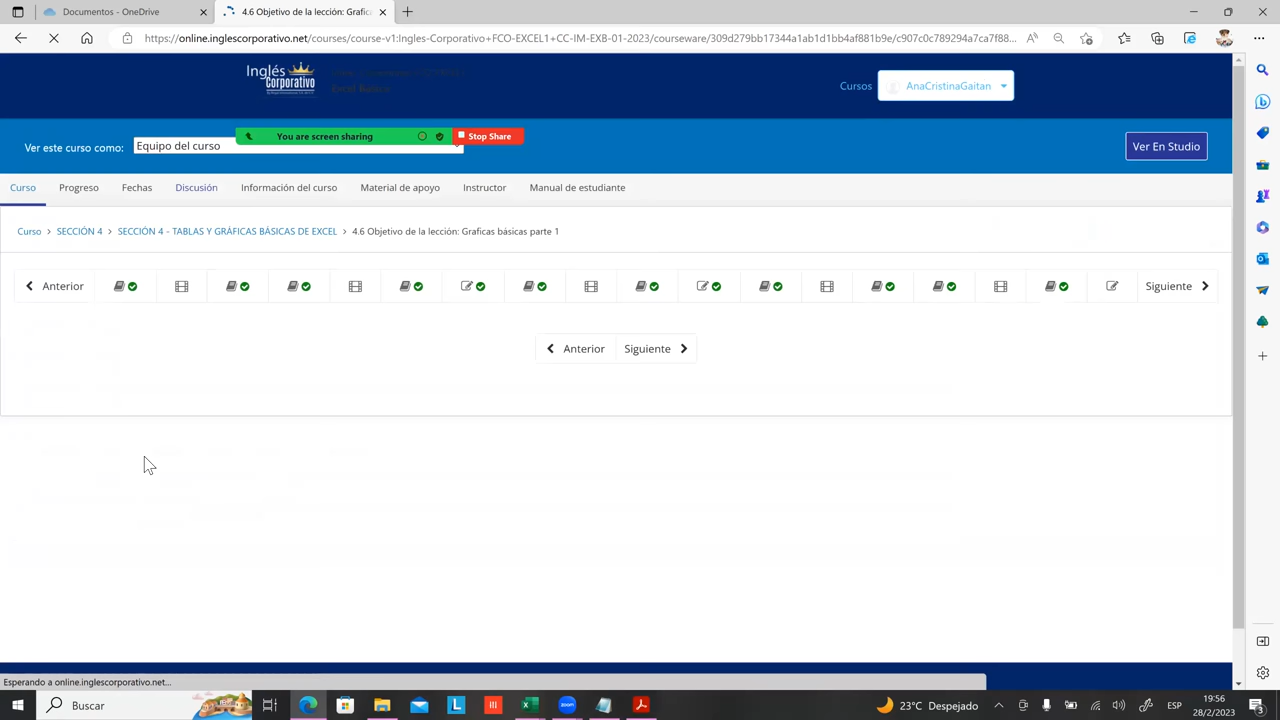 Documentos - OneDrive
4.6 Objetivo de la lección: Grafica
https://online.inglescorporativo.net/courses/course-v1:Ingles-Corporativo+FCO-EXCEL1+CC-IM-EXB-01-2023/courseware/309d279bb17344a1ab1d1bb4af881b9e/c907c0c789294a7ca7f88...
Inglés
Corporativo
Excel Básico
Cursos
AnaCristinaGaitan
You are screen sharing
Stop Share
Ver este curso como:
Equipo del curso
Ver En Studio
Curso Progreso Fechas Discusión Información del curso Material de apoyo Instructor Manual de estudiante
Curso > SECCIÓN 4 > SECCIÓN 4 - TABLAS Y GRÁFICAS BÁSICAS DE EXCEL > 4.6 Objetivo de la lección: Graficas básicas parte 1
Anterior
Siguiente
Anterior Siguiente
Esperando a online.inglescorporativo.net...
Buscar
23°C Despejado
ESP
19:56
28/2/2023